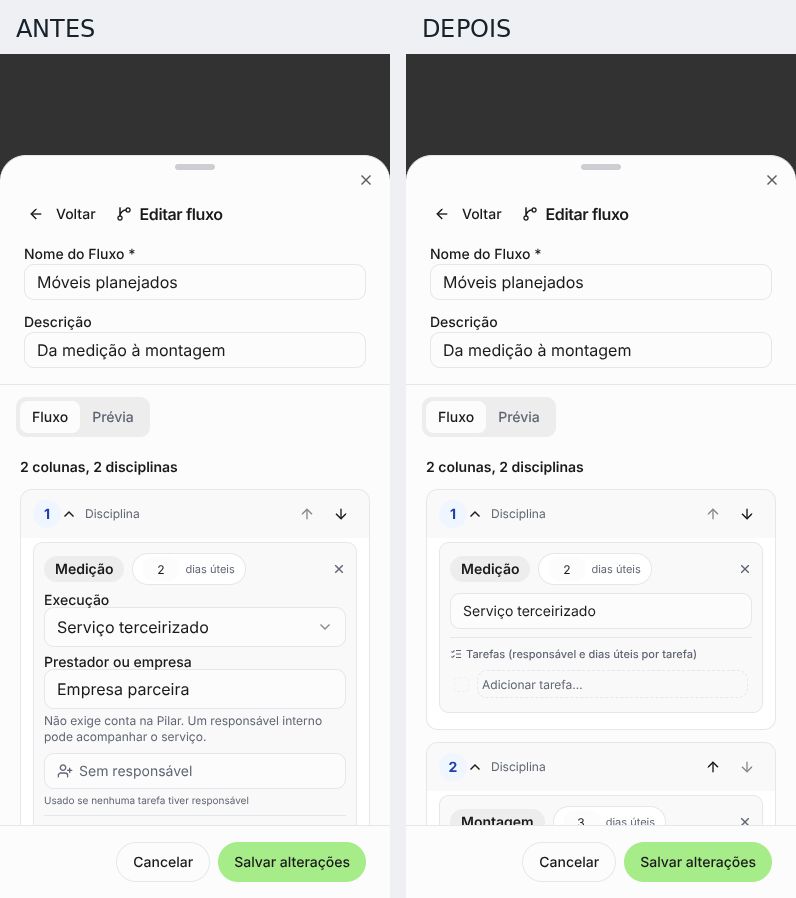 ANTES
Voltar
Editar fluxo
Nome do Fluxo *
Móveis planejados
Descrição
Da medição à montagem
Fluxo
Prévia
2 colunas, 2 disciplinas
1
Disciplina
Medição
2
dias úteis
Execução
Serviço terceirizado
Prestador ou empresa
Empresa parceira
Não exige conta na Pilar. Um responsável interno
pode acompanhar o serviço.
Sem responsável
Usado se nenhuma tarefa tiver responsável
Cancelar
Salvar alterações
DEPOIS
Voltar
Editar fluxo
Nome do Fluxo *
Móveis planejados
Descrição
Da medição à montagem
Fluxo
Prévia
2 colunas, 2 disciplinas
1
Disciplina
Medição
2
dias úteis
Serviço terceirizado
Tarefas (responsável e dias úteis por tarefa)
Adicionar tarefa...
2
Disciplina
Montagem
3
dias úteis
Cancelar
Salvar alterações